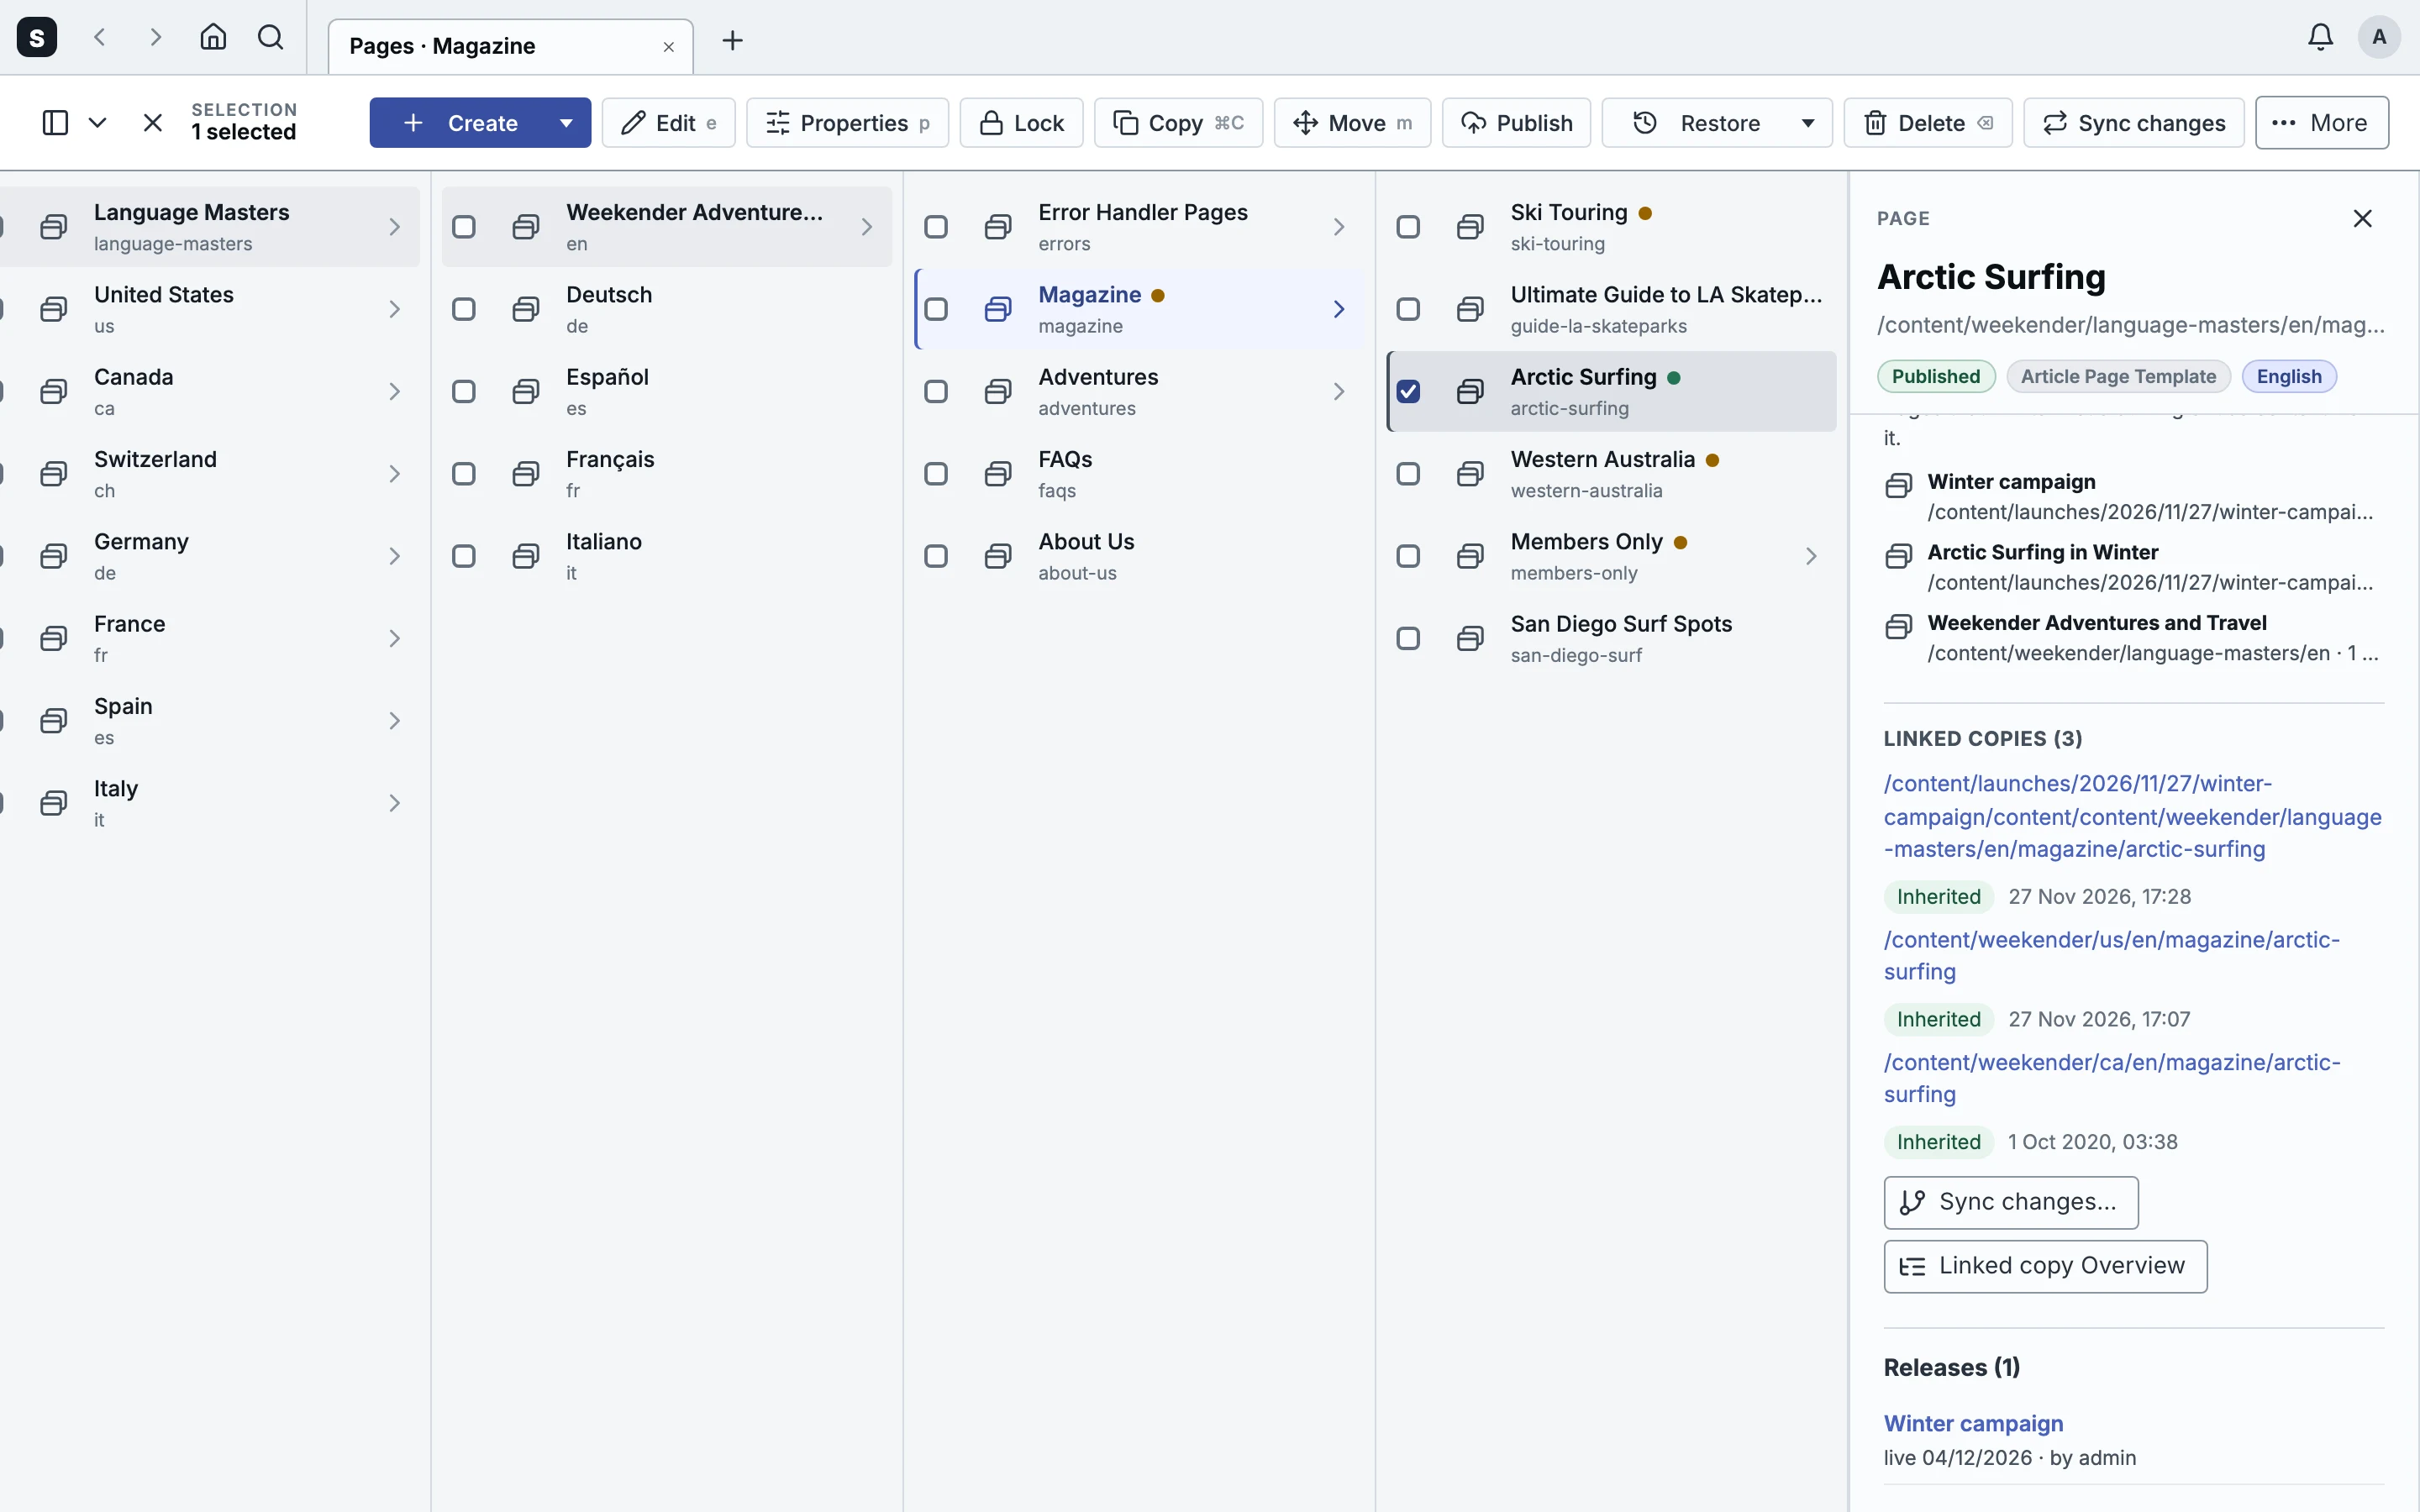 S
Pages · Magazine
A
SELECTION
1 selected
Create
Edit e
Properties p
Lock
Copy ⌘C
Move m
Publish
Restore
Delete
Sync changes
More
Language Masters
language-masters
United States
us
Canada
ca
Switzerland
ch
Germany
de
France
fr
Spain
es
Italy
it
Weekender Adventure...
en
Deutsch
de
Español
es
Français
fr
Italiano
it
Error Handler Pages
errors
Magazine
magazine
Adventures
adventures
FAQs
faqs
About Us
about-us
Ski Touring
ski-touring
Ultimate Guide to LA Skatep...
guide-la-skateparks
Arctic Surfing
arctic-surfing
Western Australia
western-australia
Members Only
members-only
San Diego Surf Spots
san-diego-surf
PAGE
Arctic Surfing
/content/weekender/language-masters/en/mag...
Published
Article Page Template
English
it.
Winter campaign
/content/launches/2026/11/27/winter-campai...
Arctic Surfing in Winter
/content/launches/2026/11/27/winter-campai...
Weekender Adventures and Travel
/content/weekender/language-masters/en · 1 ...
LINKED COPIES (3)
/content/launches/2026/11/27/winter-
campaign/content/content/weekender/language
-masters/en/magazine/arctic-surfing
Inherited 27 Nov 2026, 17:28
/content/weekender/us/en/magazine/arctic-
surfing
Inherited 27 Nov 2026, 17:07
/content/weekender/ca/en/magazine/arctic-
surfing
Inherited 1 Oct 2020, 03:38
Sync changes...
Linked copy Overview
Releases (1)
Winter campaign
live 04/12/2026 · by admin